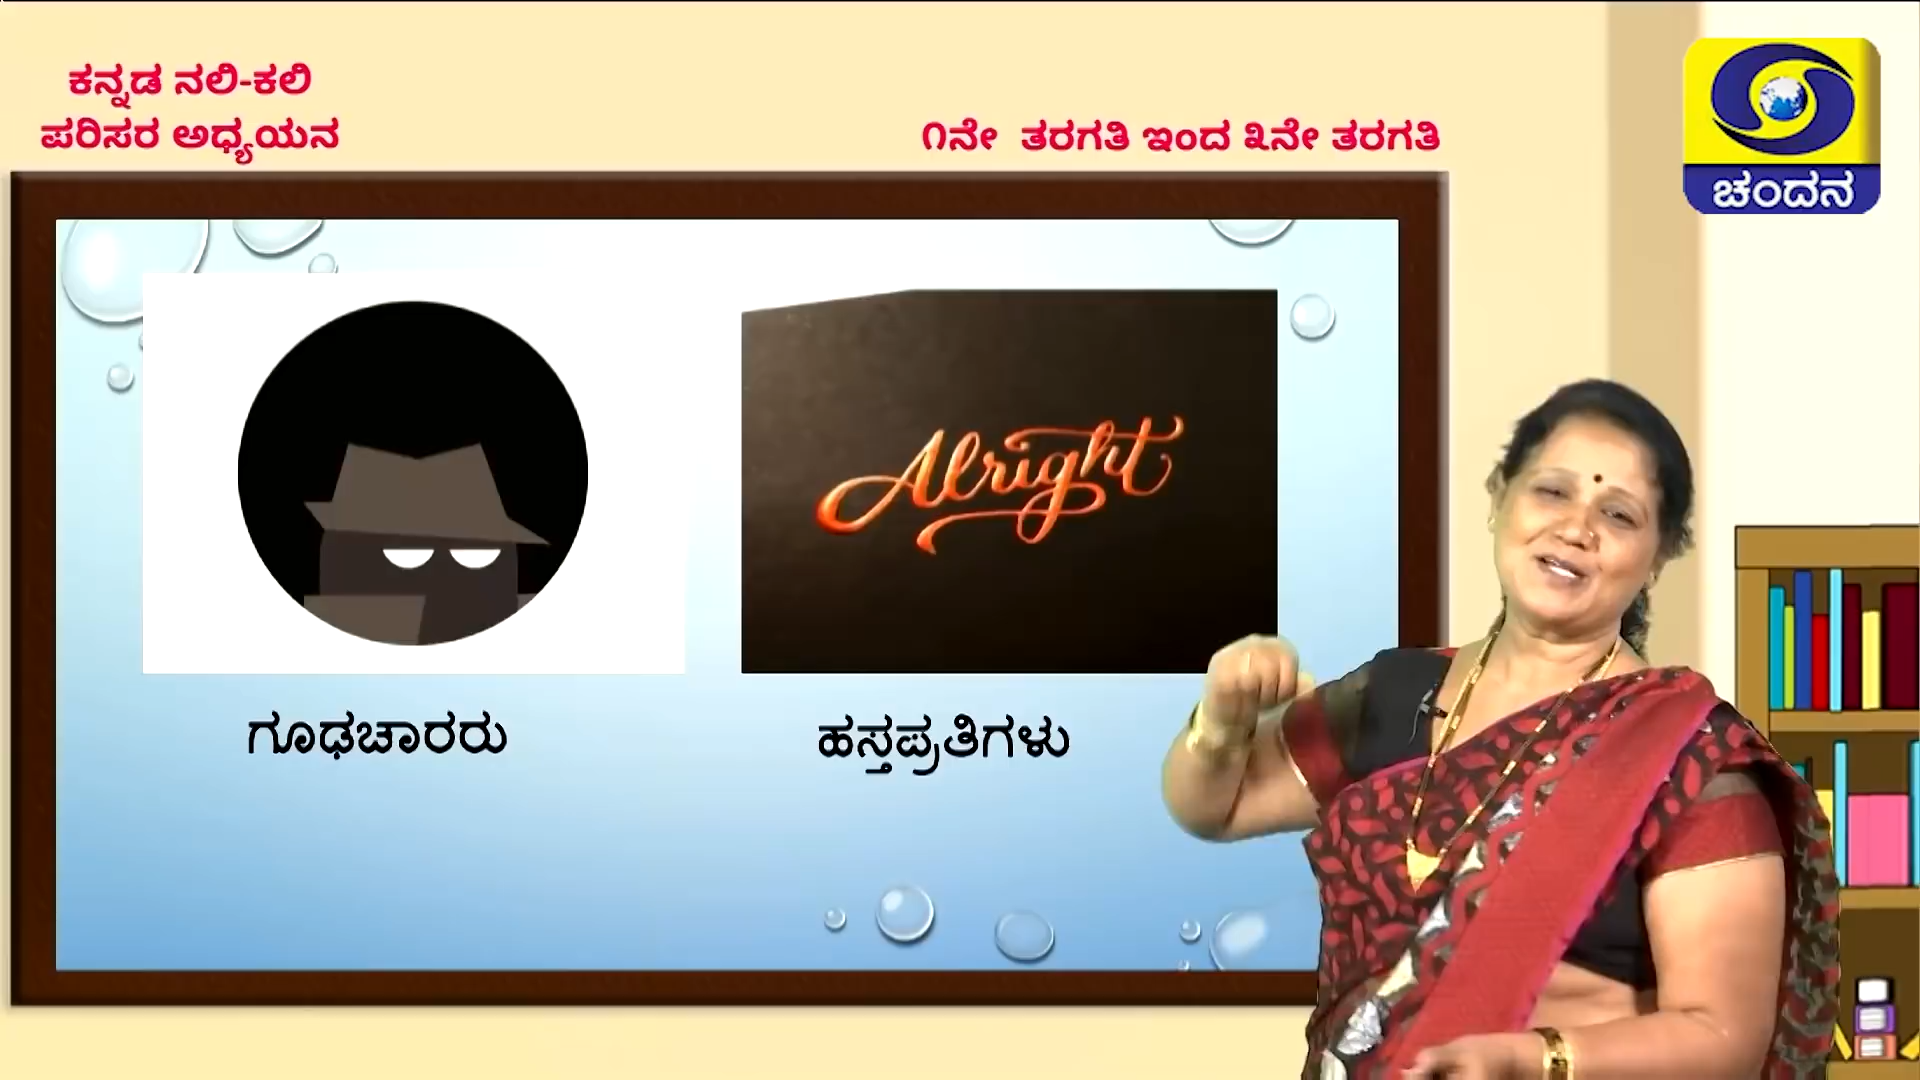 ಕನ್ನಡ ನಲಿ-ಕಲಿ
ಪರಿಸರ ಅಧ್ಯಯನ
೧ನೇ ತರಗತಿ ಇಂದ ೩ನೇ ತರಗತಿ
ಚಂದನ
Alright
ಗೂಢಚಾರರು
ಹಸ್ತಪ್ರತಿಗಳು